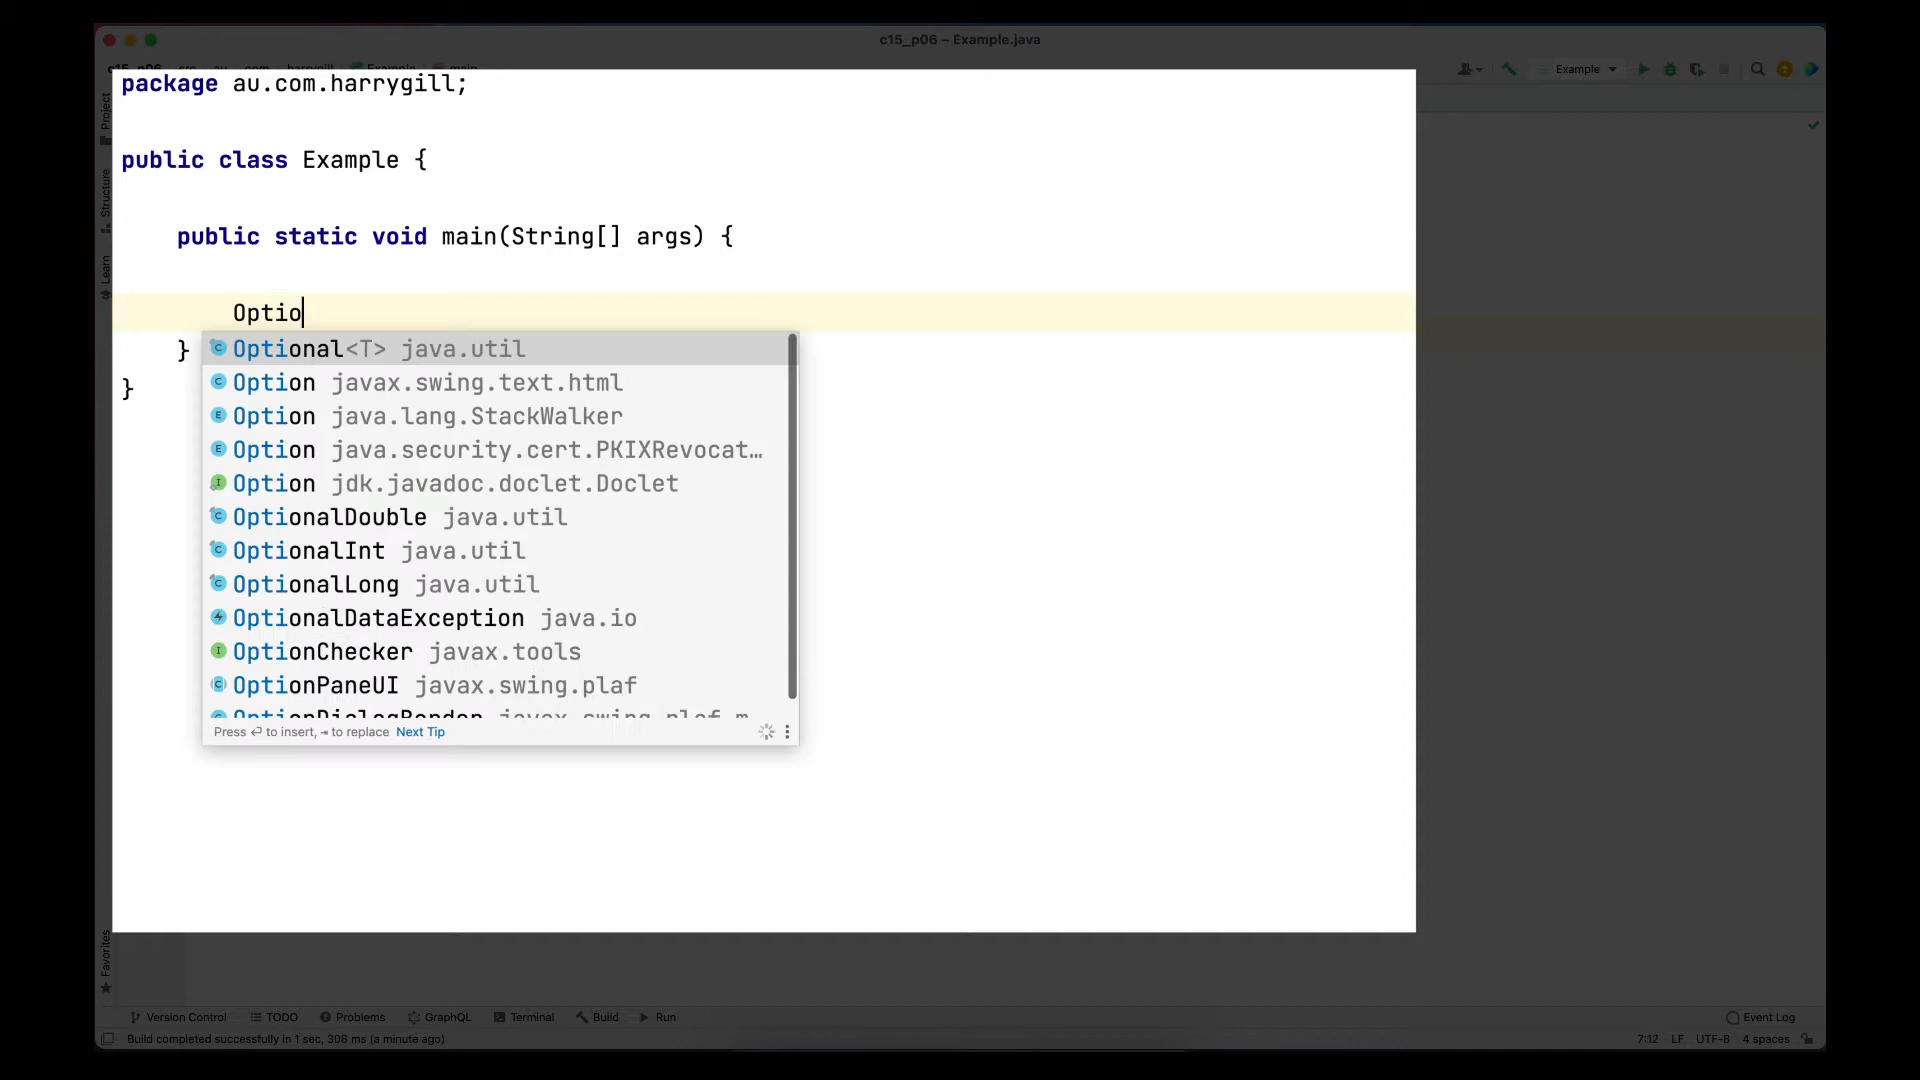 c15_p06 – Example.java
Example
package au.com.harrygill;
public class Example {
public static void main(String[] args) {
Optio
}
}
Optional<T> java.util
Option javax.swing.text.html
Option java.lang.StackWalker
Option java.security.cert.PKIXRevocat…
Option jdk.javadoc.doclet.Doclet
OptionalDouble java.util
OptionalInt java.util
OptionalLong java.util
OptionalDataException java.io
OptionChecker javax.tools
OptionPaneUI javax.swing.plaf
Press ⏎ to insert, ⇥ to replace Next Tip
Project
Structure
Learn
Favorites
Version Control TODO Problems GraphQL Terminal Build Run Event Log
Build completed successfully in 1 sec, 308 ms (a minute ago) 7:12 LF UTF-8 4 spaces